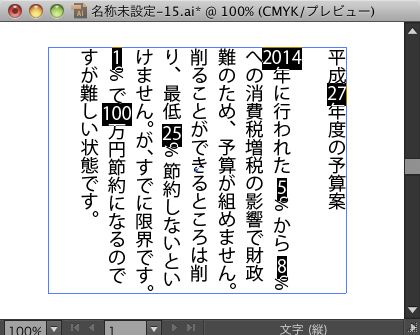 名称未設定-15.ai* @ 100% (CMYK/プレビュー)
平成27年度の予算案
2014年に行われた5%から8%
への消費税増税の影響で財政
難のため、予算が組めません。
削ることができるところは削
り、最低25%節約しないとい
けません。が、すでに限界です。
1%で100万円節約になるので
すが難しい状態です。
100%
1
文字 (縦)